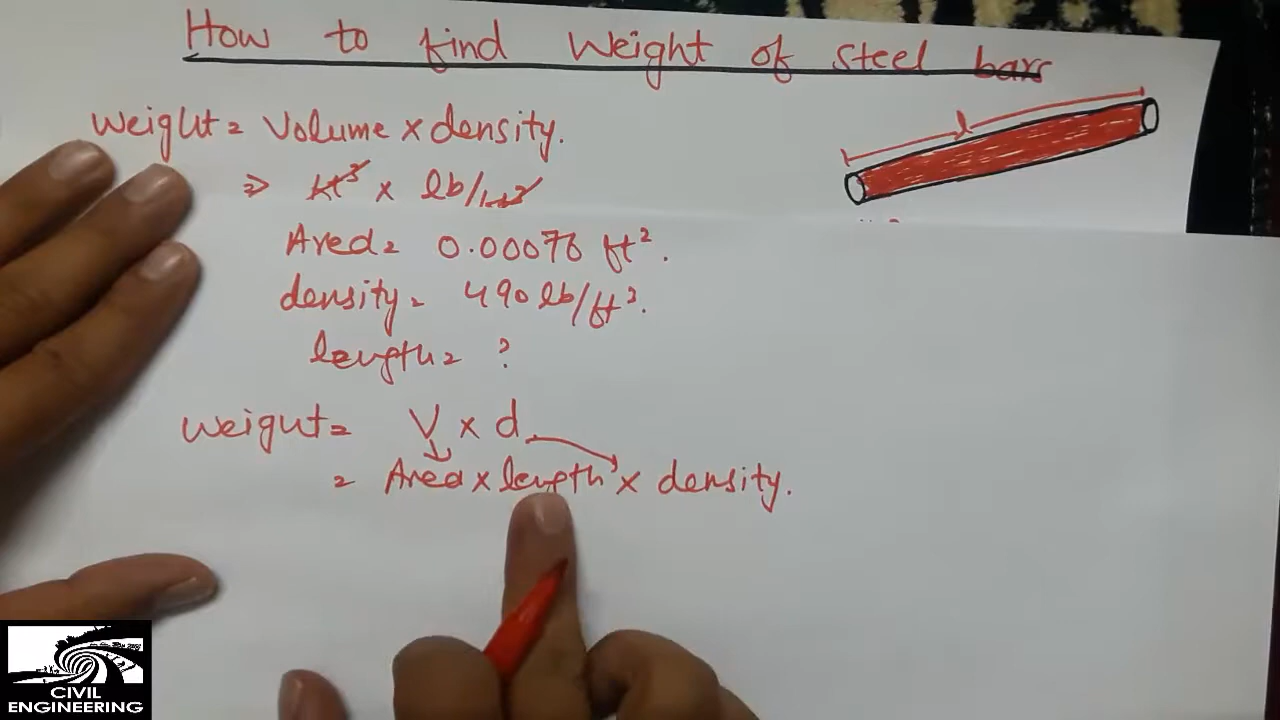 How to find Weight of steel bars
Weight = Volume × density.
⇒ ft³ × lb/ft³
Area = 0.00076 ft².
density = 490 lb/ft³.
length = ?
Weight = V × d
= Area × length × density.
CIVIL
ENGINEERING